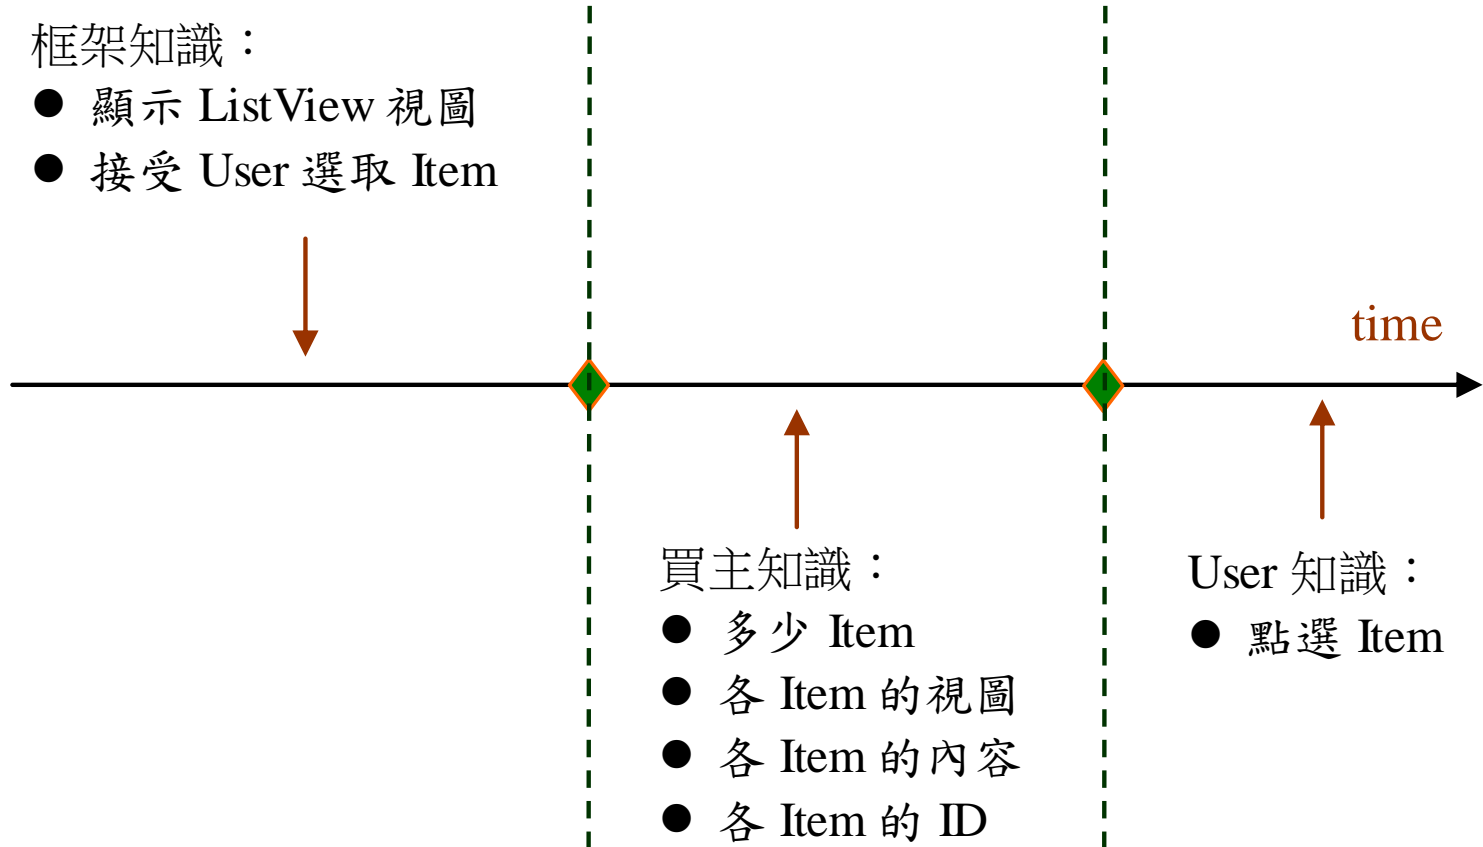 框架知識：
● 顯示 ListView 視圖
● 接受 User 選取 Item
time
買主知識：
● 多少 Item
● 各 Item 的視圖
● 各 Item 的內容
● 各 Item 的 ID
User 知識：
● 點選 Item